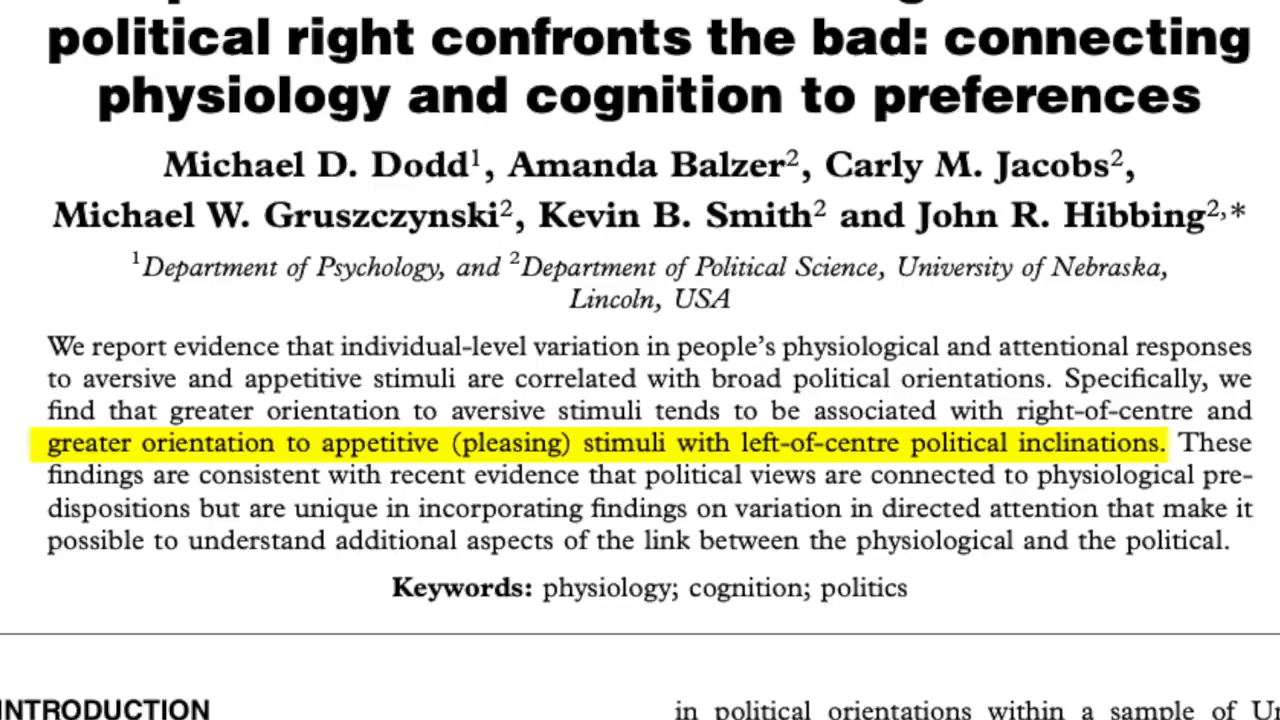 political right confronts the bad: connecting
physiology and cognition to preferences
Michael D. Dodd¹, Amanda Balzer², Carly M. Jacobs²,
Michael W. Gruszczynski², Kevin B. Smith² and John R. Hibbing²,*
¹Department of Psychology, and ²Department of Political Science, University of Nebraska,
Lincoln, USA
We report evidence that individual-level variation in people's physiological and attentional responses
to aversive and appetitive stimuli are correlated with broad political orientations. Specifically, we
find that greater orientation to aversive stimuli tends to be associated with right-of-centre and
greater orientation to appetitive (pleasing) stimuli with left-of-centre political inclinations. These
findings are consistent with recent evidence that political views are connected to physiological pre-
dispositions but are unique in incorporating findings on variation in directed attention that make it
possible to understand additional aspects of the link between the physiological and the political.
Keywords: physiology; cognition; politics
INTRODUCTION
in political orientations within a sample of